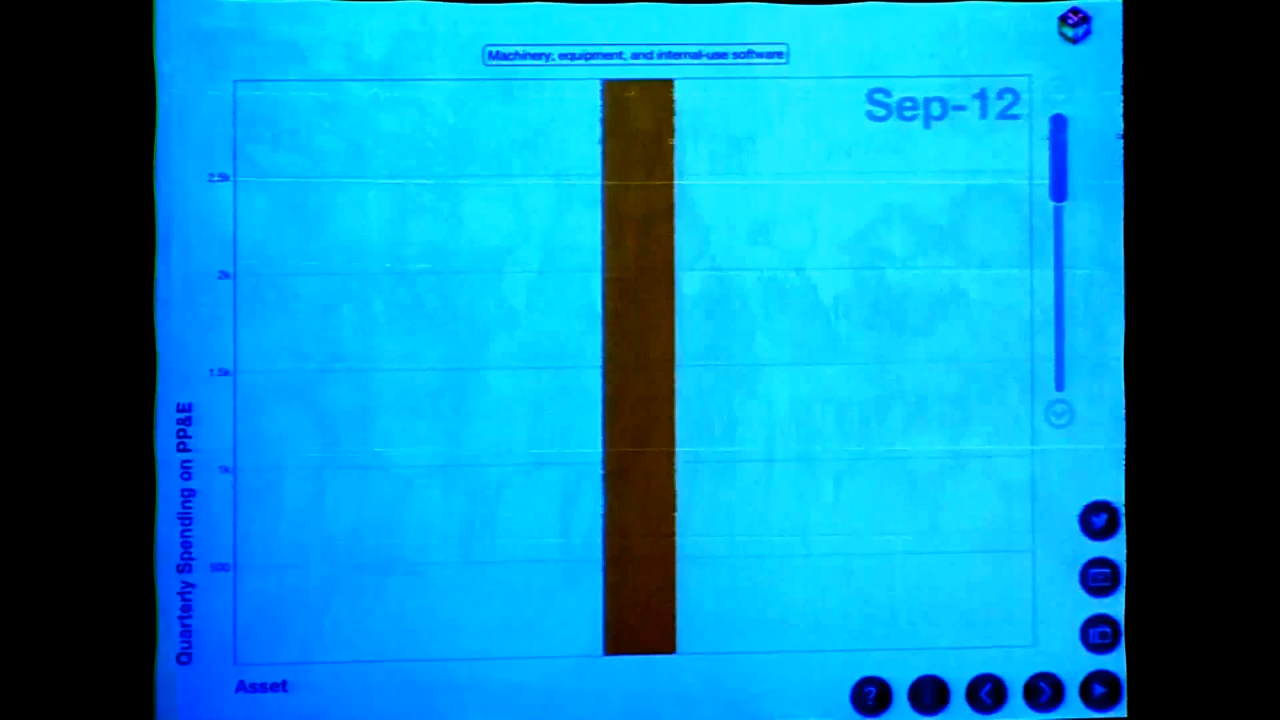 Machinery, equipment, and internal-use software
Sep-12
2.5k
2k
1.5k
1k
500
Quarterly Spending on PP&E
Asset
?